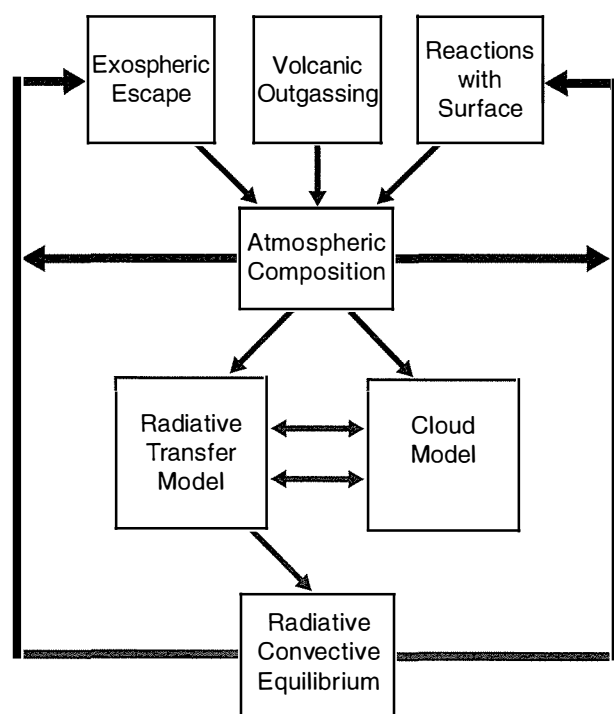 Exospheric
Escape
Volcanic
Outgassing
Reactions
with
Surface
Atmospheric
Composition
Radiative
Transfer
Model
Cloud
Model
Radiative
Convective
Equilibrium